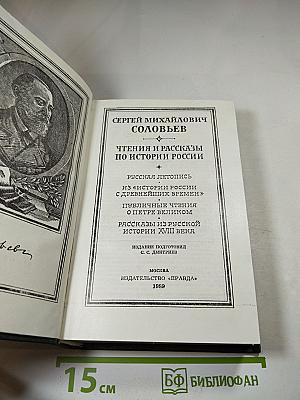 СЕРГЕЙ МИХАЙЛОВИЧ
СОЛОВЬЕВ
ЧТЕНИЯ И РАССКАЗЫ
ПО ИСТОРИИ РОССИИ
РУССКАЯ ЛЕТОПИСЬ
ИЗ «ИСТОРИИ РОССИИ
С ДРЕВНЕЙШИХ ВРЕМЕН»
ПУБЛИЧНЫЕ ЧТЕНИЯ
О ПЕТРЕ ВЕЛИКОМ
РАССКАЗЫ ИЗ РУССКОЙ
ИСТОРИИ XVIII ВЕКА
ИЗДАНИЕ ПОДГОТОВИЛ
С. С. ДМИТРИЕВ
МОСКВА
ИЗДАТЕЛЬСТВО «ПРАВДА»
1989
15 см
БФ БИБЛИОФАН